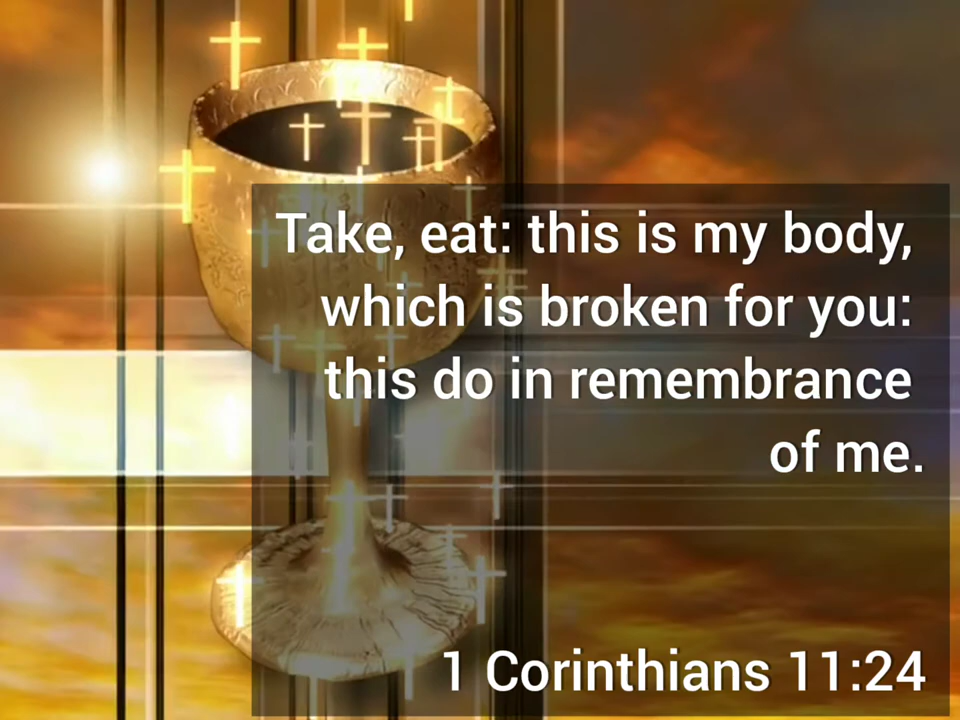 Take, eat: this is my body,
which is broken for you:
this do in remembrance
of me.
1 Corinthians 11:24